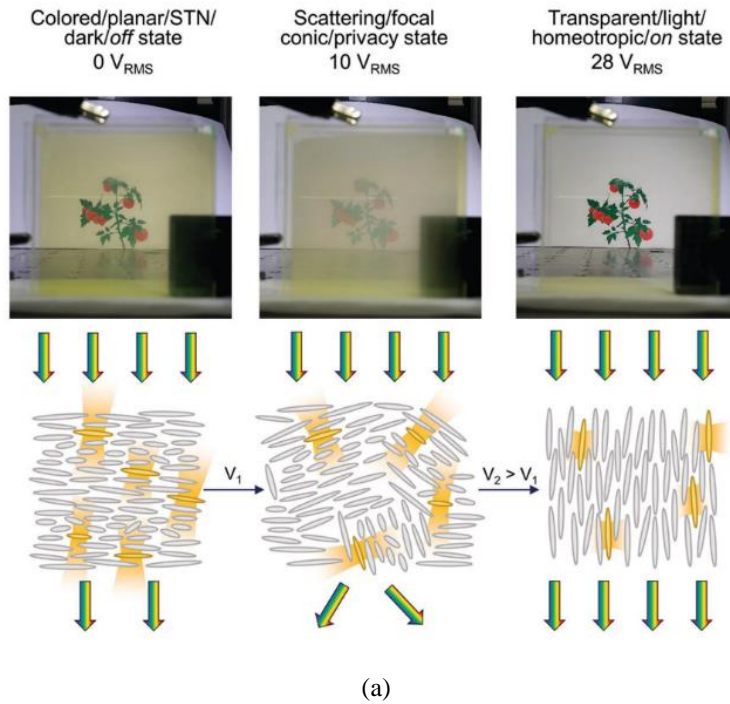 Colored/planar/STN/
dark/off state
0 VRMS
Scattering/focal
conic/privacy state
10 VRMS
Transparent/light/
homeotropic/on state
28 VRMS
V1
V2 > V1
(a)